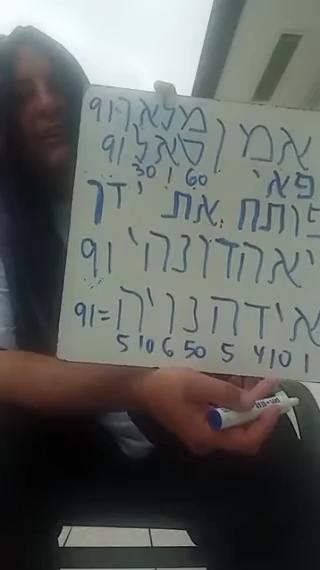 מלאך 91
אמן סאל 91
30 1 60
פאי
פותח את ידך
יאהדונהי 91
אידהנויה =91
5 10 6 50 5 4 10 1